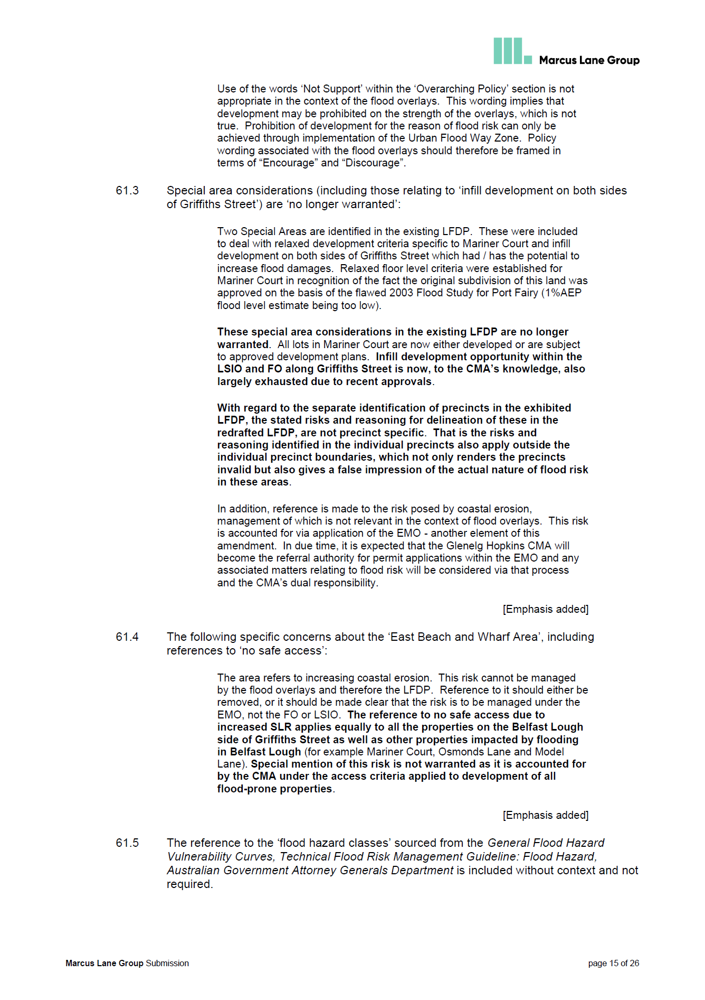 Marcus Lane Group
Use of the words ‘Not Support’ within the ‘Overarching Policy’ section is not
appropriate in the context of the flood overlays.  This wording implies that
development may be prohibited on the strength of the overlays, which is not
true.  Prohibition of development for the reason of flood risk can only be
achieved through implementation of the Urban Flood Way Zone.  Policy
wording associated with the flood overlays should therefore be framed in
terms of “Encourage” and “Discourage”.
61.3 Special area considerations (including those relating to ‘infill development on both sides
of Griffiths Street’) are ‘no longer warranted’:
Two Special Areas are identified in the existing LFDP.  These were included
to deal with relaxed development criteria specific to Mariner Court and infill
development on both sides of Griffiths Street which had / has the potential to
increase flood damages.  Relaxed floor level criteria were established for
Mariner Court in recognition of the fact the original subdivision of this land was
approved on the basis of the flawed 2003 Flood Study for Port Fairy (1%AEP
flood level estimate being too low).
These special area considerations in the existing LFDP are no longer
warranted.  All lots in Mariner Court are now either developed or are subject
to approved development plans.  Infill development opportunity within the
LSIO and FO along Griffiths Street is now, to the CMA’s knowledge, also
largely exhausted due to recent approvals.
With regard to the separate identification of precincts in the exhibited
LFDP, the stated risks and reasoning for delineation of these in the
redrafted LFDP, are not precinct specific.  That is the risks and
reasoning identified in the individual precincts also apply outside the
individual precinct boundaries, which not only renders the precincts
invalid but also gives a false impression of the actual nature of flood risk
in these areas.
In addition, reference is made to the risk posed by coastal erosion,
management of which is not relevant in the context of flood overlays.  This risk
is accounted for via application of the EMO - another element of this
amendment.  In due time, it is expected that the Glenelg Hopkins CMA will
become the referral authority for permit applications within the EMO and any
associated matters relating to flood risk will be considered via that process
and the CMA’s dual responsibility.
[Emphasis added]
61.4 The following specific concerns about the ‘East Beach and Wharf Area’, including
references to ‘no safe access’:
The area refers to increasing coastal erosion.  This risk cannot be managed
by the flood overlays and therefore the LFDP.  Reference to it should either be
removed, or it should be made clear that the risk is to be managed under the
EMO, not the FO or LSIO.  The reference to no safe access due to
increased SLR applies equally to all the properties on the Belfast Lough
side of Griffiths Street as well as other properties impacted by flooding
in Belfast Lough (for example Mariner Court, Osmonds Lane and Model
Lane). Special mention of this risk is not warranted as it is accounted for
by the CMA under the access criteria applied to development of all
flood-prone properties.
[Emphasis added]
61.5 The reference to the ‘flood hazard classes’ sourced from the General Flood Hazard
Vulnerability Curves, Technical Flood Risk Management Guideline: Flood Hazard,
Australian Government Attorney Generals Department is included without context and not
required.
Marcus Lane Group Submission page 15 of 26